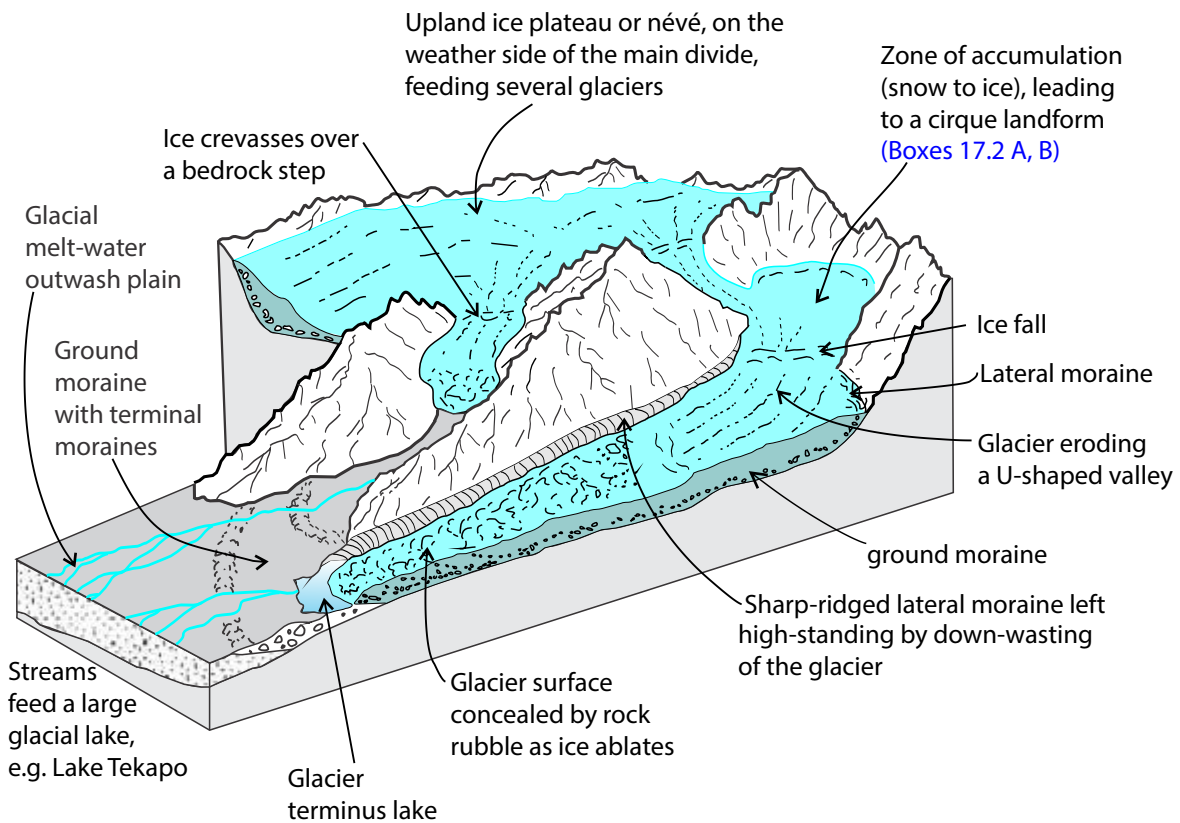 Upland ice plateau or névé, on the
weather side of the main divide,
feeding several glaciers
Zone of accumulation
(snow to ice), leading
to a cirque landform
(Boxes 17.2 A, B)
Ice crevasses over
a bedrock step
Glacial
melt-water
outwash plain
Ground
moraine
with terminal
moraines
Ice fall
Lateral moraine
Glacier eroding
a U-shaped valley
ground moraine
Sharp-ridged lateral moraine left
high-standing by down-wasting
of the glacier
Streams
feed a large
glacial lake,
e.g. Lake Tekapo
Glacier surface
concealed by rock
rubble as ice ablates
Glacier
terminus lake